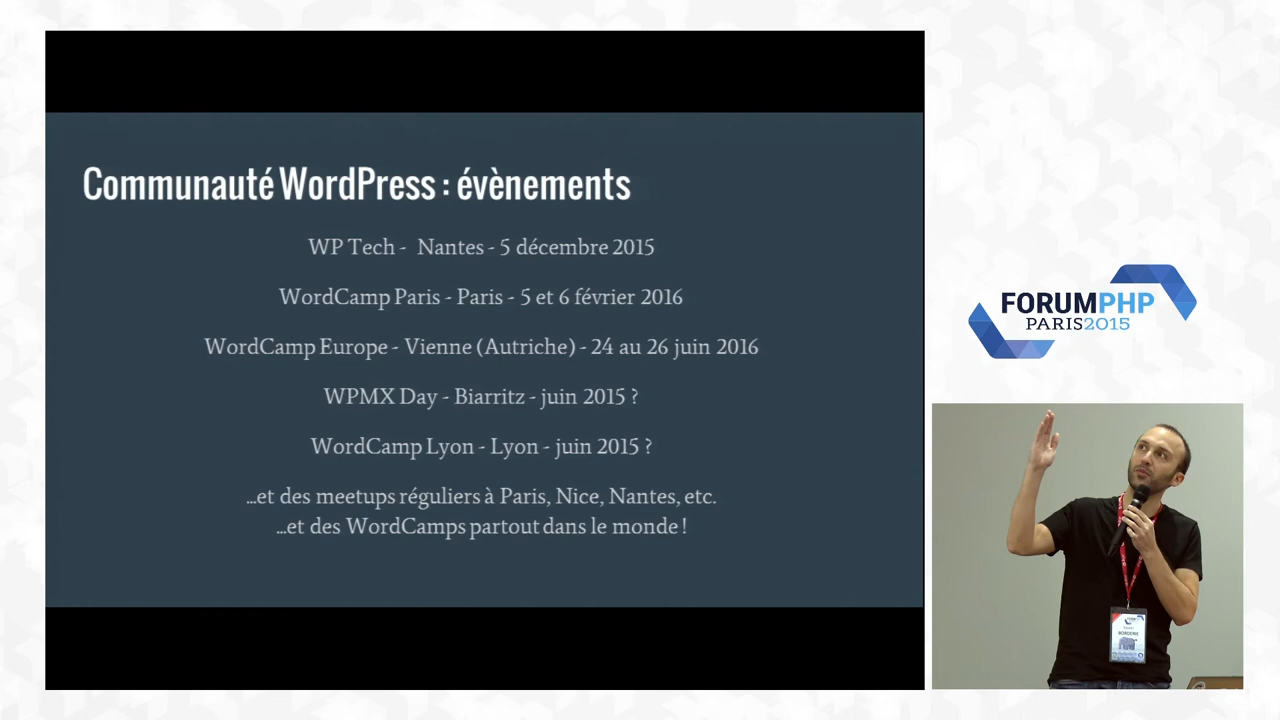 Communauté WordPress : évènements
WP Tech - Nantes - 5 décembre 2015
WordCamp Paris - Paris - 5 et 6 février 2016
WordCamp Europe - Vienne (Autriche) - 24 au 26 juin 2016
WPMX Day - Biarritz - juin 2015 ?
WordCamp Lyon - Lyon - juin 2015 ?
...et des meetups réguliers à Paris, Nice, Nantes, etc.
...et des WordCamps partout dans le monde !
FORUMPHP
PARIS2015
BORDERIE